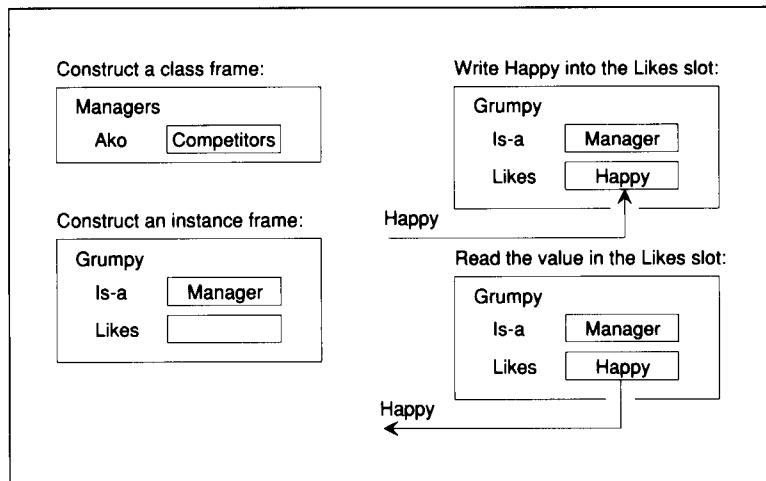 Construct a class frame:
Managers
Ako Competitors
Construct an instance frame:
Grumpy
Is-a Manager
Likes
Write Happy into the Likes slot:
Grumpy
Is-a Manager
Likes Happy
Happy
Read the value in the Likes slot:
Grumpy
Is-a Manager
Likes Happy
Happy